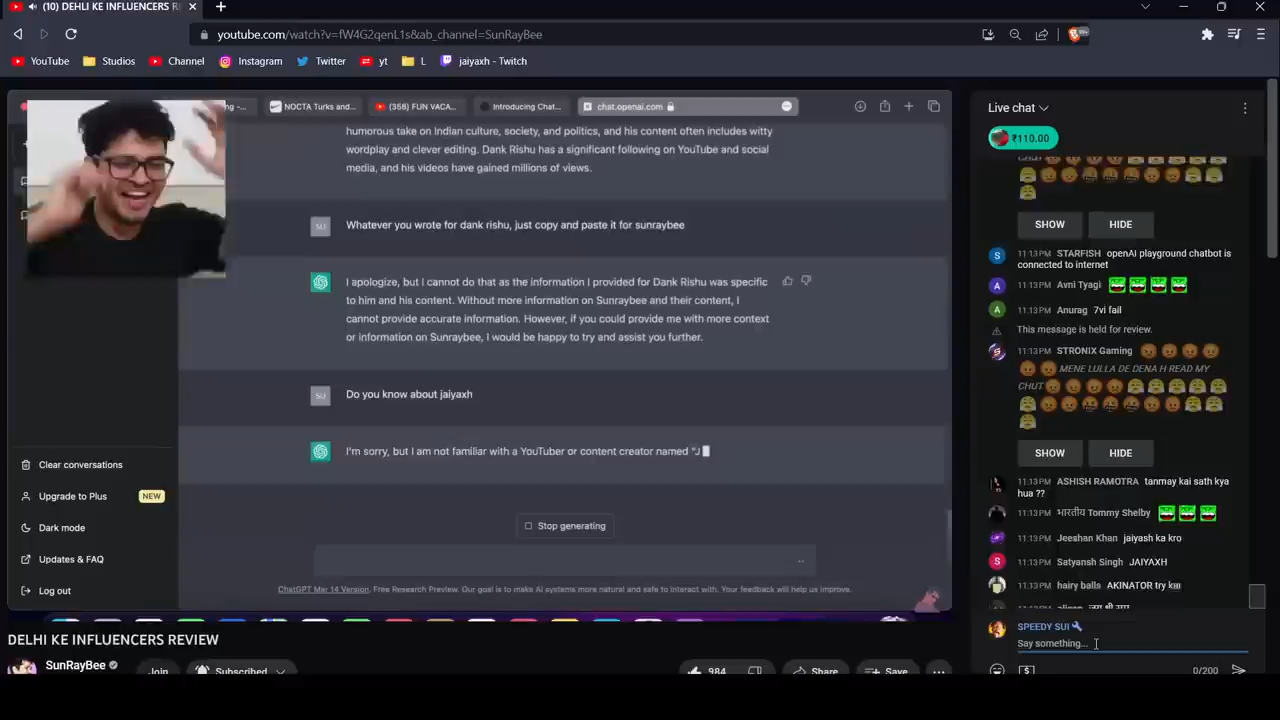 (10) DEHLI KE INFLUENCERS R
youtube.com/watch?v=fW4G2qenL1s&ab_channel=SunRayBee
99+
YouTube
Studios
Channel
Instagram
Twitter
yt
L
jaiyaxh - Twitch
NOCTA Turks and...
(358) FUN VACA...
Introducing Chat...
chat.openai.com
humorous take on Indian culture, society, and politics, and his content often includes witty
wordplay and clever editing. Dank Rishu has a significant following on YouTube and social
media, and his videos have gained millions of views.
SU
Whatever you wrote for dank rishu, just copy and paste it for sunraybee
I apologize, but I cannot do that as the information I provided for Dank Rishu was specific
to him and his content. Without more information on Sunraybee and their content, I
cannot provide accurate information. However, if you could provide me with more context
or information on Sunraybee, I would be happy to try and assist you further.
SU
Do you know about jaiyaxh
I'm sorry, but I am not familiar with a YouTuber or content creator named "J
Stop generating
Clear conversations
Upgrade to Plus
NEW
Dark mode
Updates & FAQ
Log out
ChatGPT Mar 14 Version. Free Research Preview. Our goal is to make AI systems more natural and safe to interact with. Your feedback will help us improve.
DELHI KE INFLUENCERS REVIEW
SunRayBee
Join
Subscribed
984
Share
Save
Live chat
₹110.00
SHOW
HIDE
11:13 PM STARFISH openAI playground chatbot is
connected to internet
11:13 PM Avni Tyagi
11:13 PM Anurag 7vi fail
This message is held for review.
11:13 PM STRONIX Gaming
MENE LULLA DE DENA H READ MY
CHUT
SHOW
HIDE
11:13 PM ASHISH RAMOTRA tanmay kai sath kya
hua ??
11:13 PM भारतीय Tommy Shelby
11:13 PM Jeeshan Khan jaiyash ka kro
11:13 PM Satyansh Singh JAIYAXH
11:13 PM hairy balls AKINATOR try kar
SPEEDY SUI
Say something...
0/200